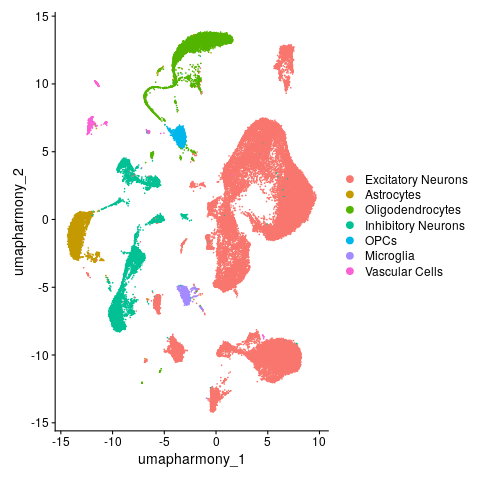 15
10
5
0
-5
-10
-15
-15
-10
-5
0
5
10
umapharmony_2
umapharmony_1
Excitatory Neurons
Astrocytes
Oligodendrocytes
Inhibitory Neurons
OPCs
Microglia
Vascular Cells